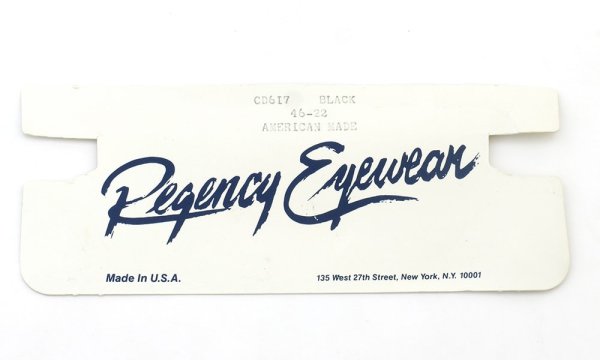 CD617 BLACK
46-22
AMERICAN MADE
Regency Eyewear
Made In U.S.A.
135 West 27th Street, New York, N.Y. 10001